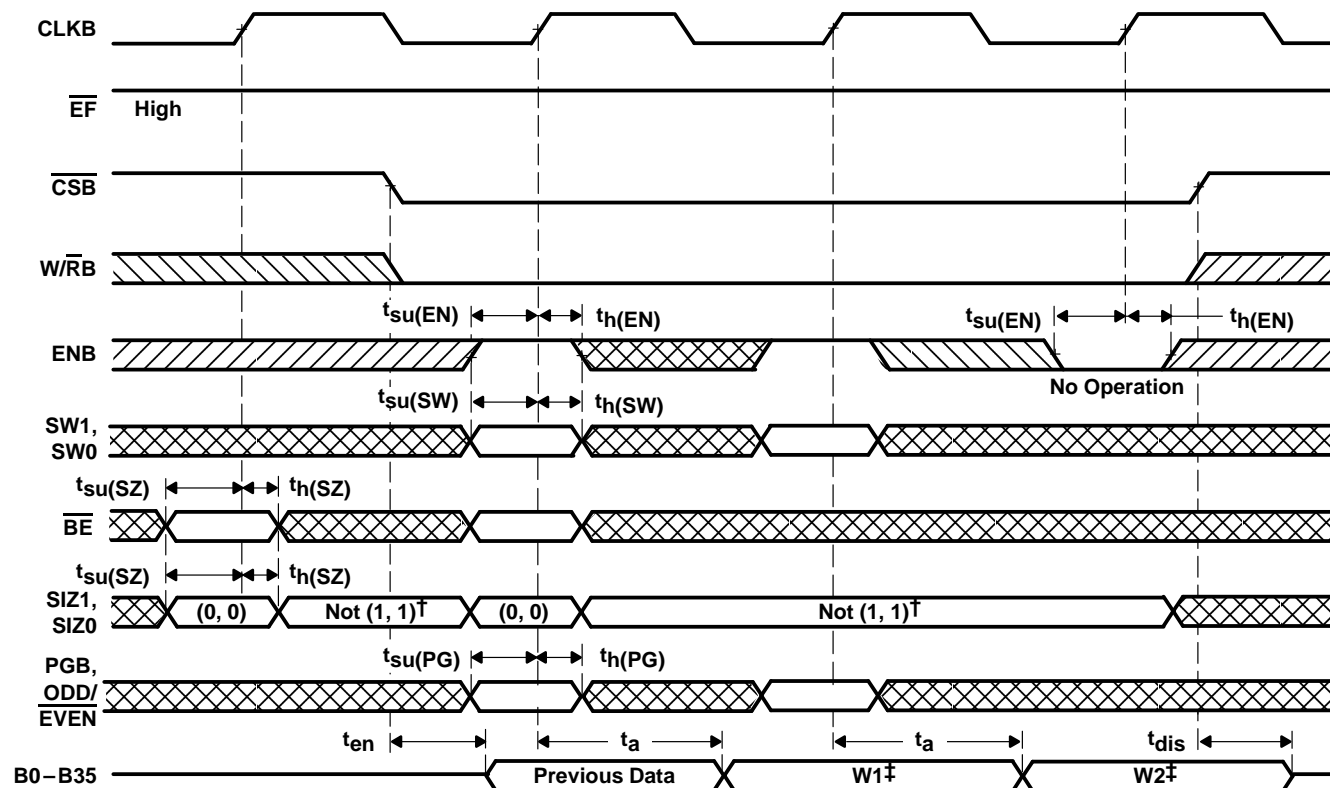 CLKB
EF High
CSB
W/RB
tsu(EN) th(EN) tsu(EN) th(EN)
ENB
No Operation
tsu(SW) th(SW)
SW1,
SW0
tsu(SZ) th(SZ)
BE
tsu(SZ) th(SZ)
SIZ1,
SIZ0
(0, 0) Not (1, 1)† (0, 0) Not (1, 1)†
tsu(PG) th(PG)
PGB,
ODD/
EVEN
ten ta ta tdis
B0–B35 Previous Data W1‡ W2‡